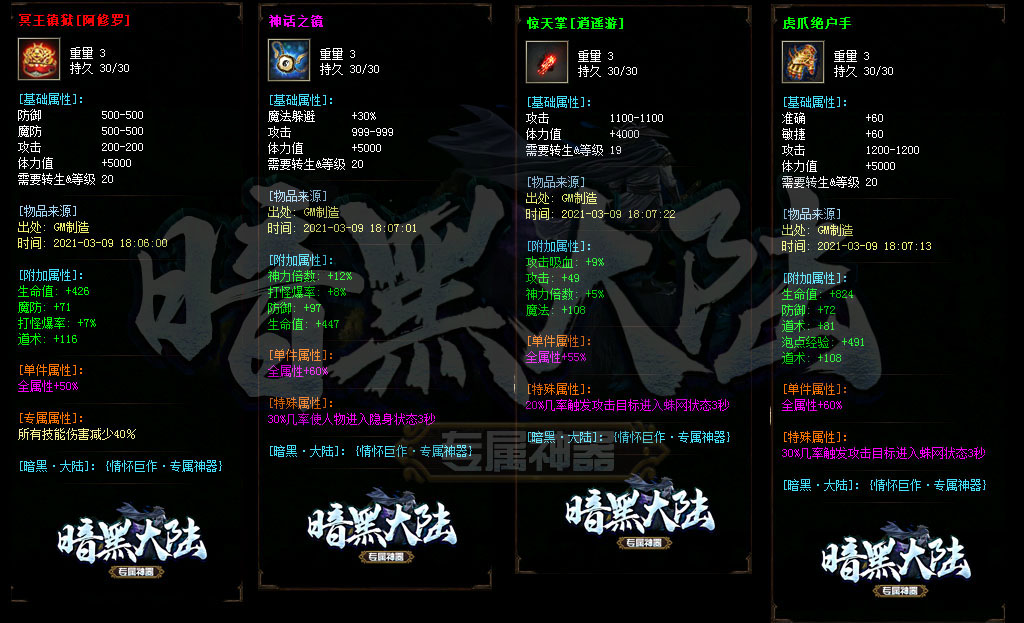 冥王镇狱[阿修罗]
重量 3
持久 30/30
[基础属性]:
防御 500-500
魔防 500-500
攻击 200-200
体力值 +5000
需要转生&等级 20
[物品来源]
出处: GM制造
时间: 2021-03-09 18:06:00
[附加属性]:
生命值: +426
魔防: +71
打怪爆率: +7%
道术: +116
[单件属性]:
全属性+50%
[专属属性]:
所有技能伤害减少40%
[暗黑·大陆]: {情怀巨作·专属神器}
暗黑大陆
专属神器
神话之镜
重量 3
持久 30/30
[基础属性]:
魔法躲避 +30%
攻击 999-999
体力值 +5000
需要转生&等级 20
[物品来源]
出处: GM制造
时间: 2021-03-09 18:07:01
[附加属性]:
神力倍数: +12%
打怪爆率: +8%
防御: +97
生命值: +447
[单件属性]:
全属性+60%
[特殊属性]:
30%几率使人物进入隐身状态3秒
[暗黑·大陆]: {情怀巨作·专属神器}
暗黑大陆
专属神器
惊天掌[逍遥游]
重量 3
持久 30/30
[基础属性]:
攻击 1100-1100
体力值 +4000
需要转生&等级 19
[物品来源]
出处: GM制造
时间: 2021-03-09 18:07:22
[附加属性]:
攻击吸血: +9%
攻击: +49
神力倍数: +5%
魔法: +108
[单件属性]:
全属性+55%
[特殊属性]:
20%几率触发攻击目标进入蛛网状态3秒
[暗黑·大陆]: {情怀巨作·专属神器}
暗黑大陆
专属神器
虎爪绝户手
重量 3
持久 30/30
[基础属性]:
准确 +60
敏捷 +60
攻击 1200-1200
体力值 +5000
需要转生&等级 20
[物品来源]
出处: GM制造
时间: 2021-03-09 18:07:13
[附加属性]:
生命值: +824
防御: +72
道术: +81
泡点经验: +491
道术: +108
[单件属性]:
全属性+60%
[特殊属性]:
30%几率触发攻击目标进入蛛网状态3秒
[暗黑·大陆]: {情怀巨作·专属神器}
暗黑大陆
专属神器
暗黑大陆
专属神器